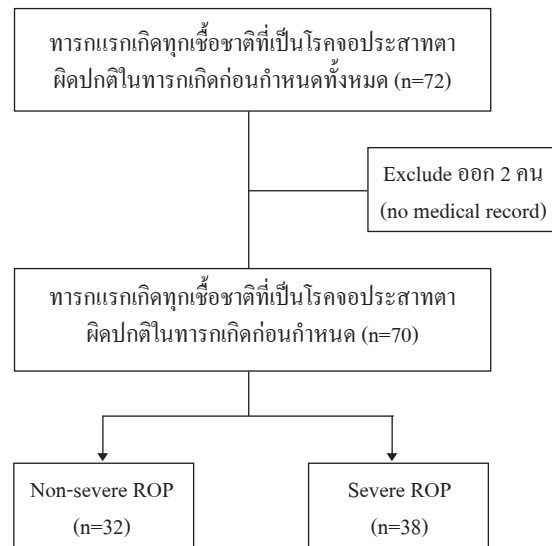 ทารกแรกเกิดทุกเชื้อชาติที่เป็นโรคจอประสาทตา
ผิดปกติในทารกเกิดก่อนกำหนดทั้งหมด (n=72)
Exclude ออก 2 คน
(no medical record)
ทารกแรกเกิดทุกเชื้อชาติที่เป็นโรคจอประสาทตา
ผิดปกติในทารกเกิดก่อนกำหนด (n=70)
Non-severe ROP
(n=32)
Severe ROP
(n=38)